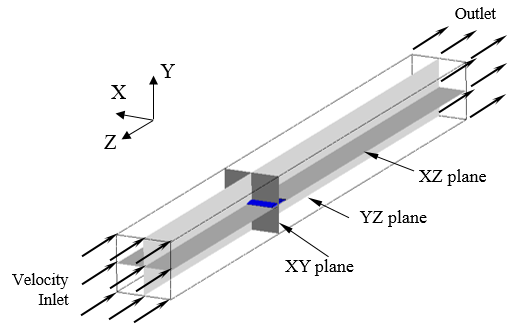 Outlet
Y
X
Z
XZ plane
YZ plane
XY plane
Velocity
Inlet